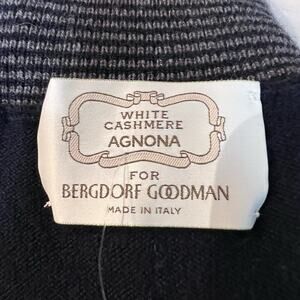 WHITE
CASHMERE
AGNONA
FOR
BERGDORF GOODMAN
MADE IN ITALY